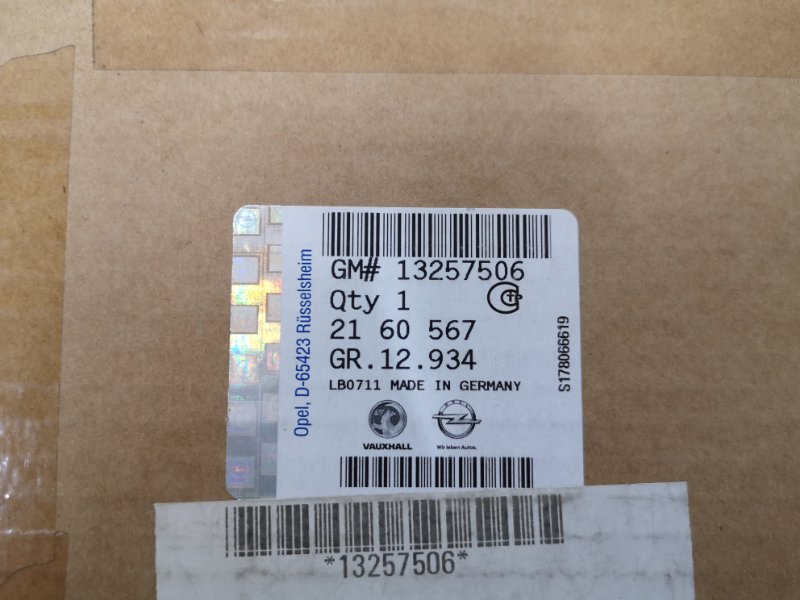 GM# 13257506
Qty 1
21 60 567
GR.12.934
LB0711 MADE IN GERMANY
VAUXHALL
OPEL
Wir leben Autos.
Opel, D-65423 Rüsselsheim
S178066619
*13257506*